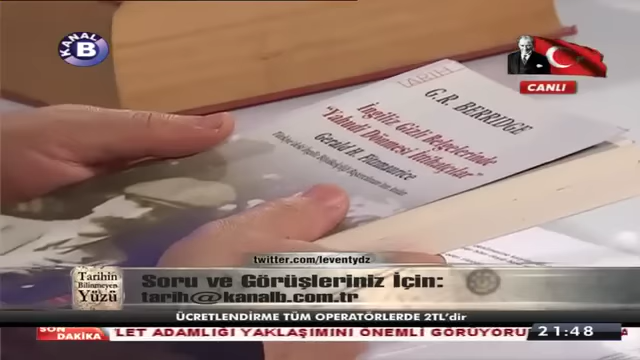 KANAL B
CANLI
TARİH
G.R. BERRIDGE
İngiliz Gizli Belgelerinde
"Yahudi Dönmesi İttihatçılar"
Gerald H. Fitzmaurice
twitter.com/leventydz
Tarihin
Bilinmeyen
Yüzü
Soru ve Görüşleriniz İçin:
tarih@kanalb.com.tr
ÜCRETLENDİRME TÜM OPERATÖRLERDE 2TL'dir
SON
DAKİKA
LET ADAMLIĞI YAKLAŞIMINI ÖNEMLİ GÖRÜYORU
21:48